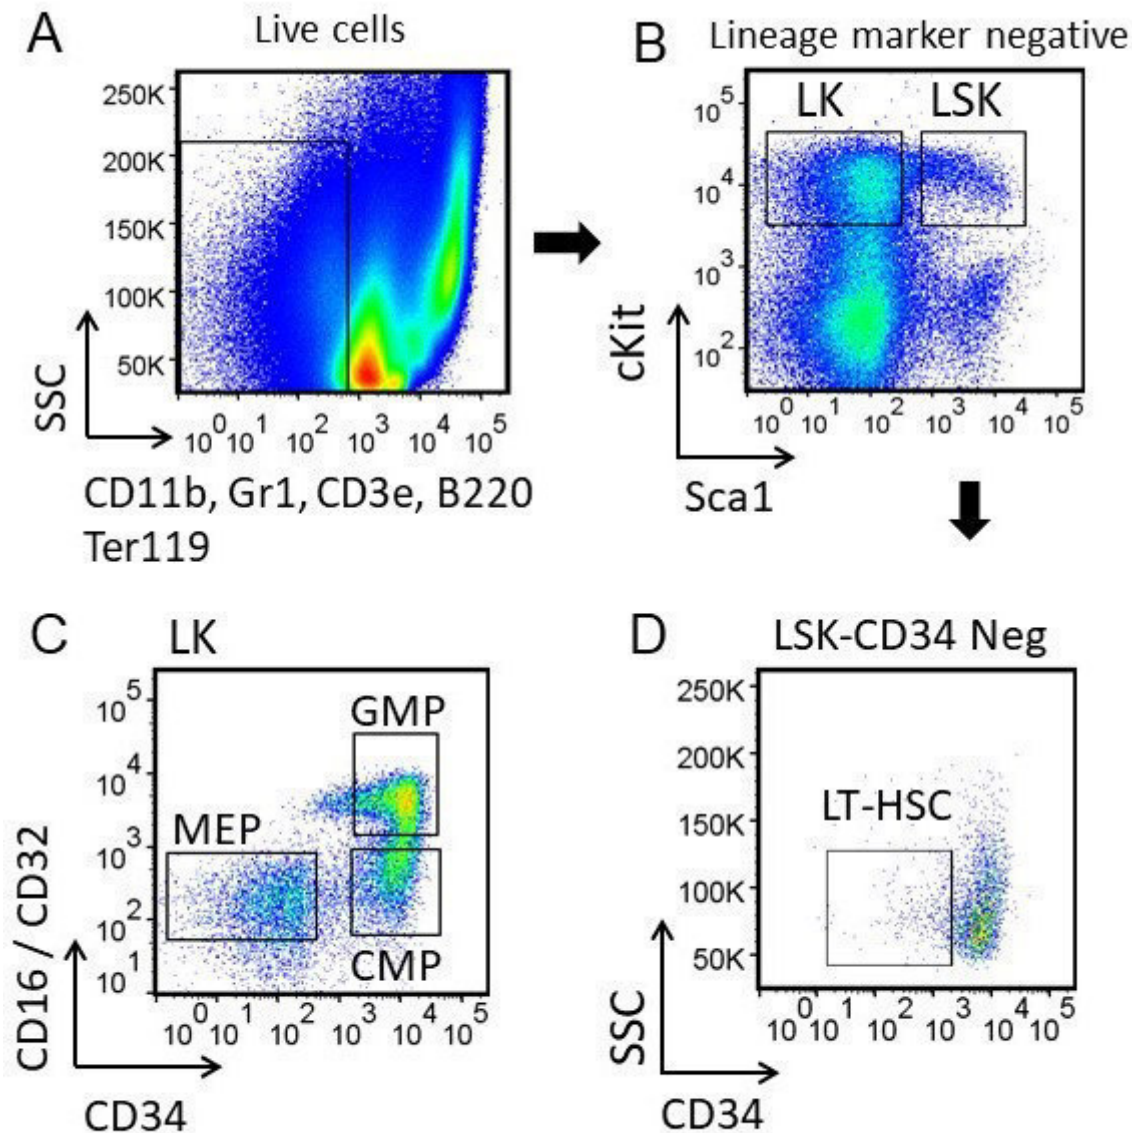 A
Live cells
250K
200K
150K
100K
50K
SSC
10^0 10^1 10^2 10^3 10^4 10^5
CD11b, Gr1, CD3e, B220
Ter119
B
Lineage marker negative
LK LSK
10^5
10^4
10^3
10^2
cKit
10^0 10^1 10^2 10^3 10^4 10^5
Sca1
C
LK
10^5
10^4
10^3
10^2
10^1
GMP
MEP
CMP
CD16 / CD32
10^0 10^1 10^2 10^3 10^4 10^5
CD34
D
LSK-CD34 Neg
250K
200K
150K
100K
50K
LT-HSC
SSC
10^0 10^1 10^2 10^3 10^4 10^5
CD34